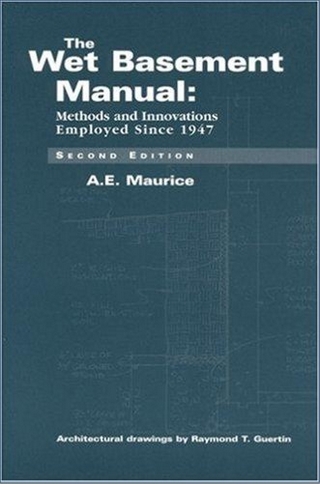 The
Wet Basement
Manual:
Methods and Innovations
Employed Since 1947
SECOND EDITION
A.E. Maurice
Architectural drawings by Raymond T. Guertin